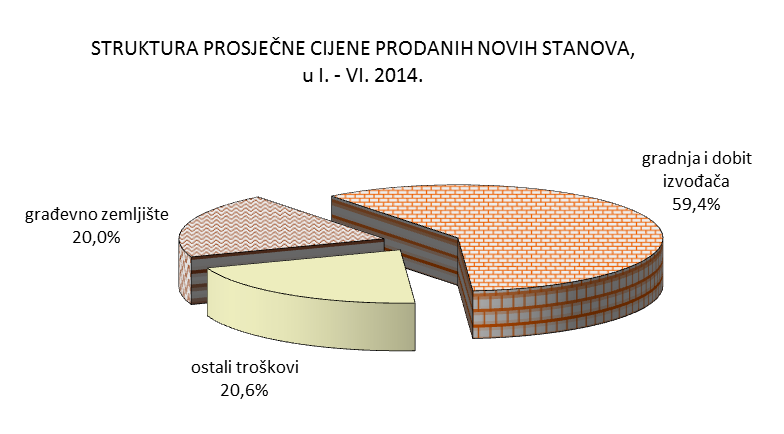 STRUKTURA PROSJEČNE CIJENE PRODANIH NOVIH STANOVA,
u I. - VI. 2014.
gradnja i dobit
izvođača
59,4%
građevno zemljište
20,0%
ostali troškovi
20,6%